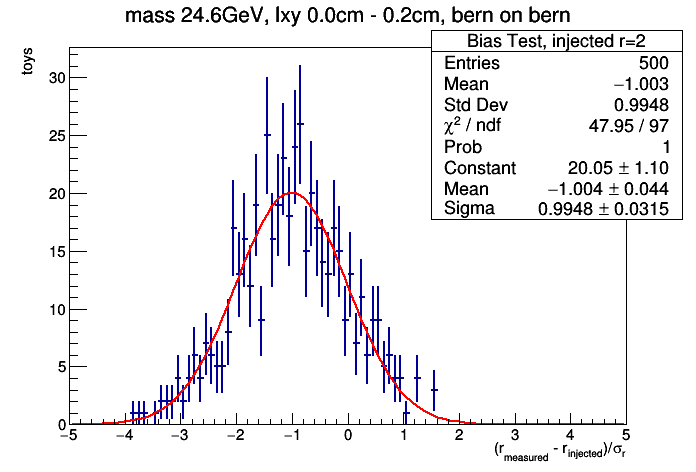 mass 24.6GeV, lxy 0.0cm - 0.2cm, bern on bern
Bias Test, injected r=2
Entries 500
Mean −1.003
Std Dev 0.9948
χ² / ndf 47.95 / 97
Prob 1
Constant 20.05 ± 1.10
Mean −1.004 ± 0.044
Sigma 0.9948 ± 0.0315
toys
30
25
20
15
10
5
0
−5 −4 −3 −2 −1 0 1 2 3 4 5
(r_measured - r_injected)/σ_r